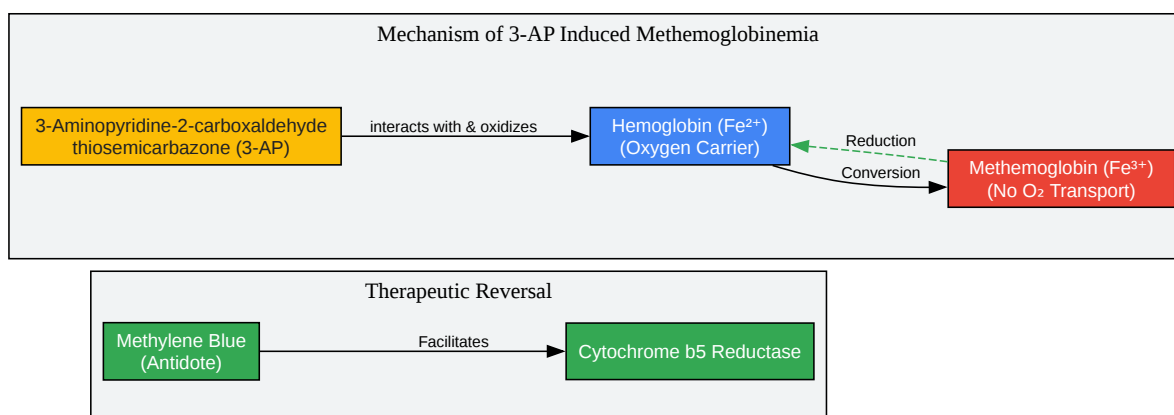 Mechanism of 3-AP Induced Methemoglobinemia
3-Aminopyridine-2-carboxaldehyde
thiosemicarbazone (3-AP)
interacts with & oxidizes
Hemoglobin (Fe²⁺)
(Oxygen Carrier)
Reduction
Conversion
Methemoglobin (Fe³⁺)
(No O₂ Transport)
Therapeutic Reversal
Methylene Blue
(Antidote)
Facilitates
Cytochrome b5 Reductase